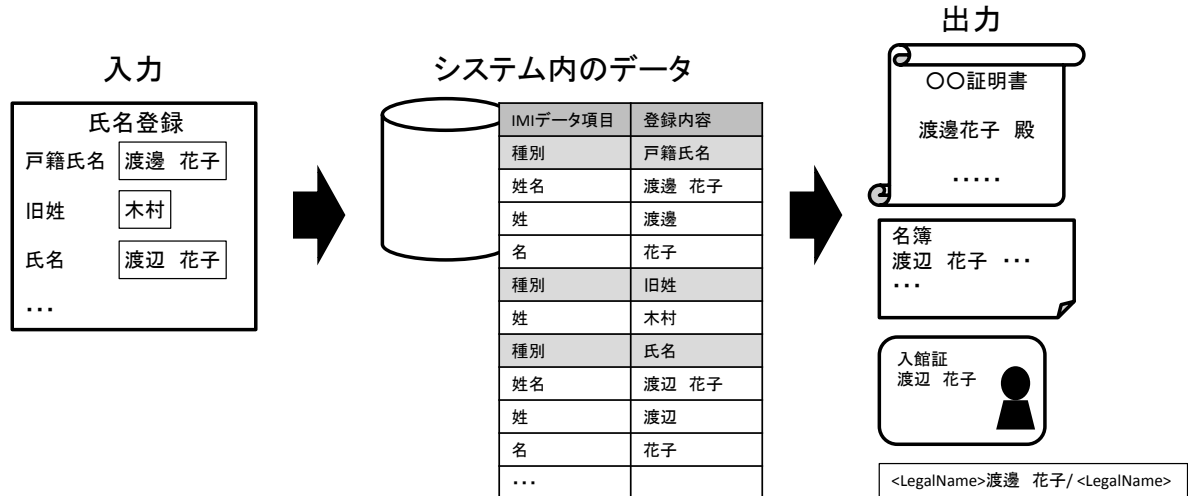 入力
氏名登録
戸籍氏名 渡邊 花子
旧姓 木村
氏名 渡辺 花子
・・・
システム内のデータ
IMIデータ項目 登録内容
種別 戸籍氏名
姓名 渡邊 花子
姓 渡邊
名 花子
種別 旧姓
姓 木村
種別 氏名
姓名 渡辺 花子
姓 渡辺
名 花子
・・・
出力
〇〇証明書
渡邊花子 殿
・・・・・
名簿
渡辺 花子 ・・・
・・・
入館証
渡辺 花子
<LegalName>渡邊 花子/ <LegalName>